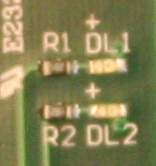 +
R1 DL1
+
R2 DL2